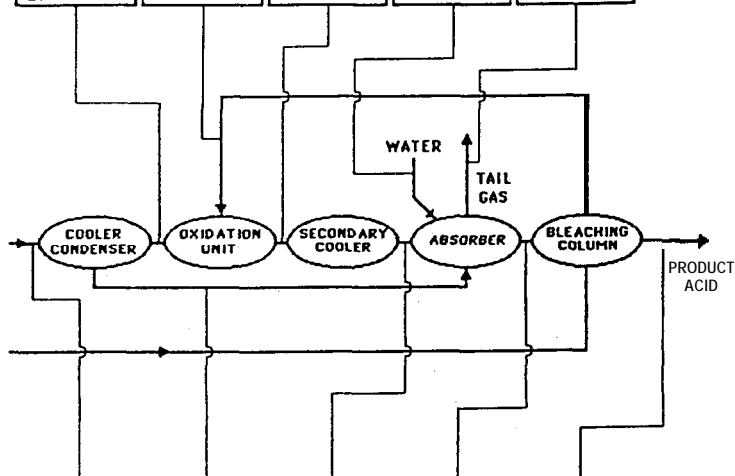 WATER
TAIL
GAS
COOLER
CONDENSER
OXIDATION
UNIT
SECONDARY
COOLER
ABSORBER
BLEACHING
COLUMN
PRODUCT
ACID